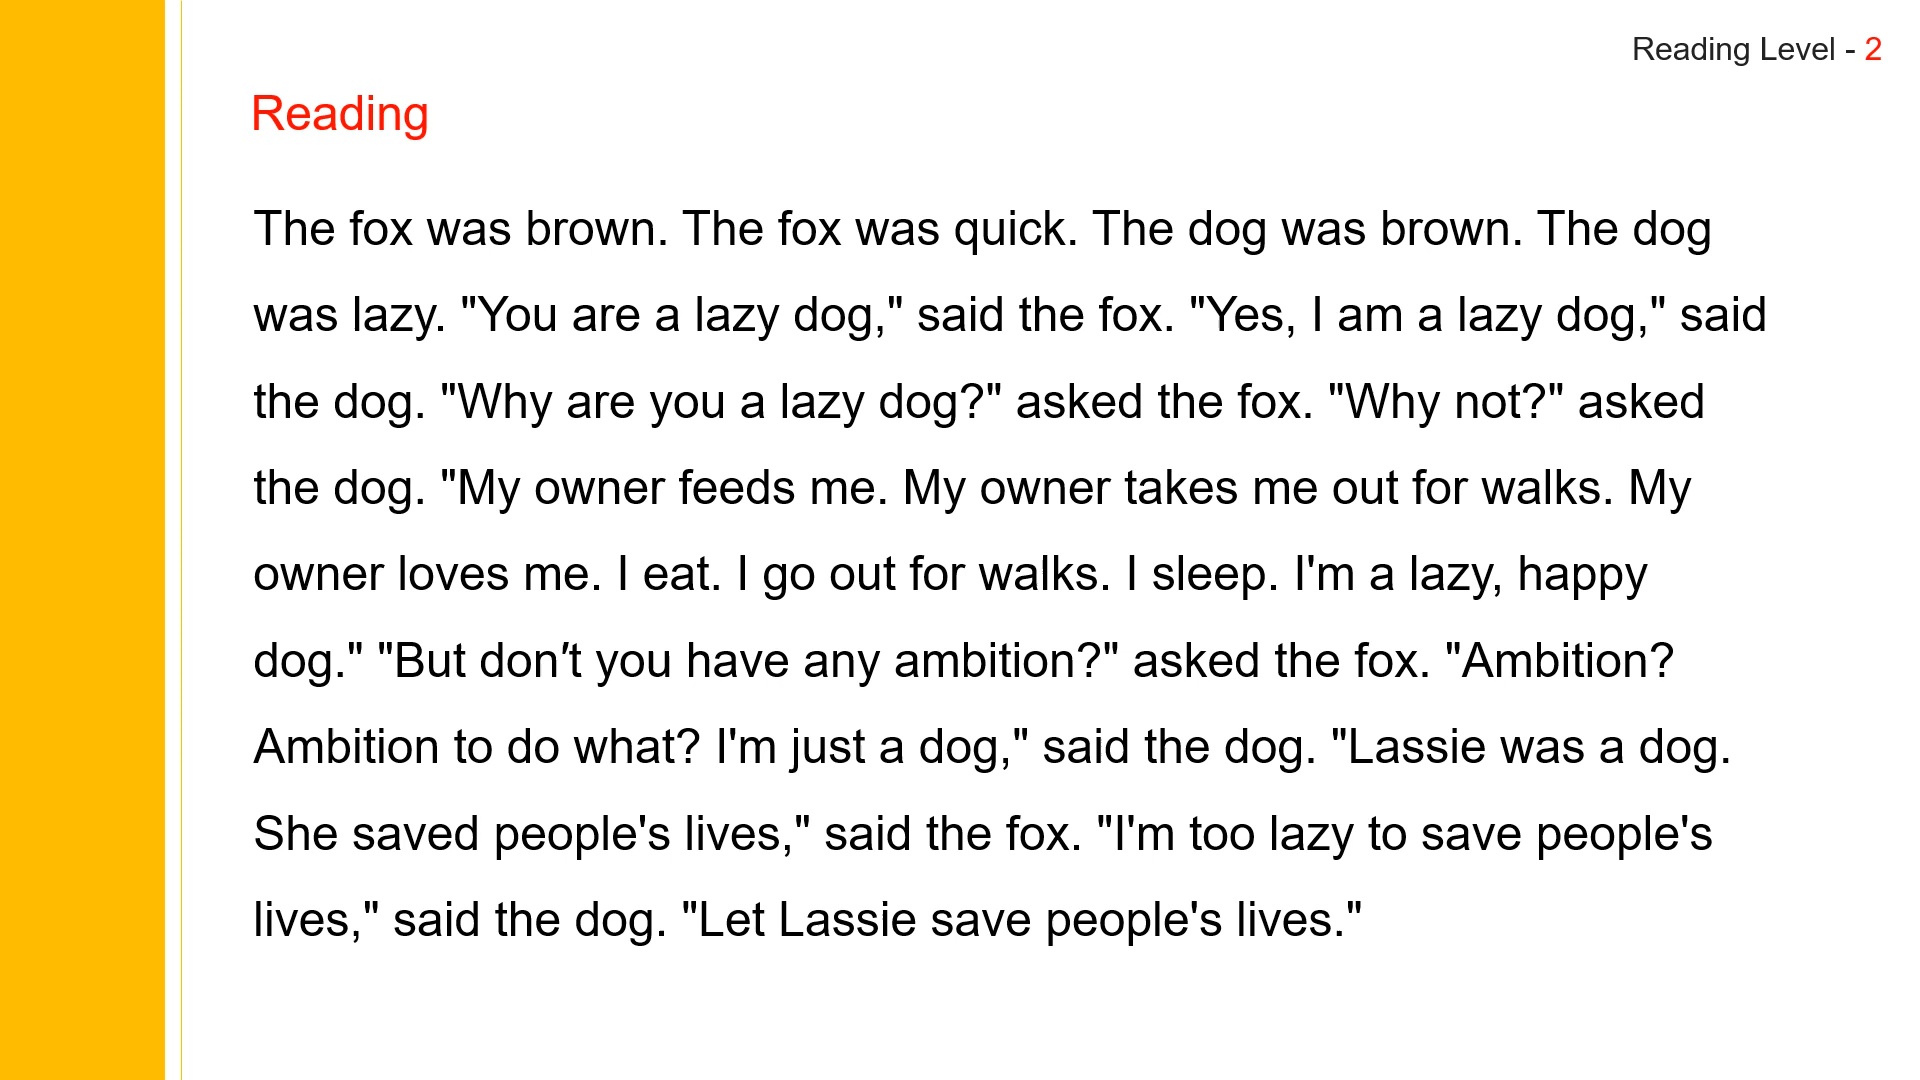 Reading Level - 2
Reading
The fox was brown. The fox was quick. The dog was brown. The dog
was lazy. "You are a lazy dog," said the fox. "Yes, I am a lazy dog," said
the dog. "Why are you a lazy dog?" asked the fox. "Why not?" asked
the dog. "My owner feeds me. My owner takes me out for walks. My
owner loves me. I eat. I go out for walks. I sleep. I'm a lazy, happy
dog." "But don't you have any ambition?" asked the fox. "Ambition?
Ambition to do what? I'm just a dog," said the dog. "Lassie was a dog.
She saved people's lives," said the fox. "I'm too lazy to save people's
lives," said the dog. "Let Lassie save people's lives."